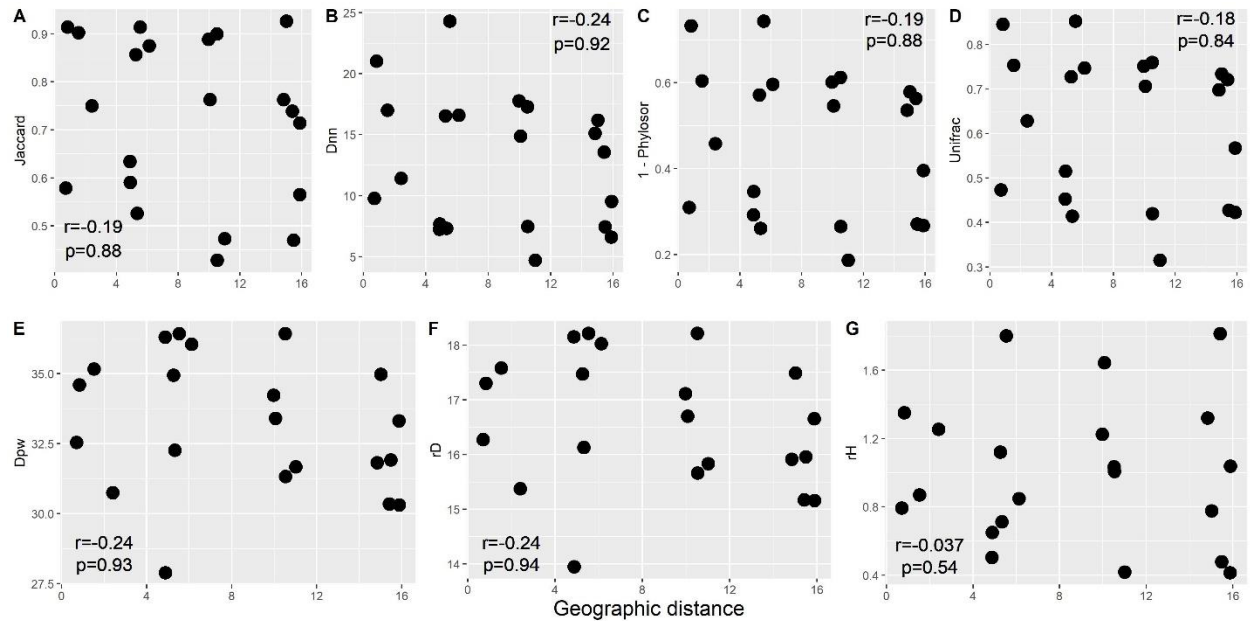 A
Jaccard
0.9
0.8
0.7
0.6
0.5
r=-0.19
p=0.88
0 4 8 12 16
B
Dnn
25
20
15
10
5
r=-0.24
p=0.92
0 4 8 12 16
C
1 - Phylosor
0.6
0.4
0.2
r=-0.19
p=0.88
0 4 8 12 16
D
Unifrac
0.8
0.7
0.6
0.5
0.4
0.3
r=-0.18
p=0.84
0 4 8 12 16
E
Dpw
35.0
32.5
30.0
27.5
r=-0.24
p=0.93
0 4 8 12 16
F
rD
18
17
16
15
14
r=-0.24
p=0.94
0 4 8 12 16
G
rH
1.6
1.2
0.8
0.4
r=-0.037
p=0.54
0 4 8 12 16
Geographic distance